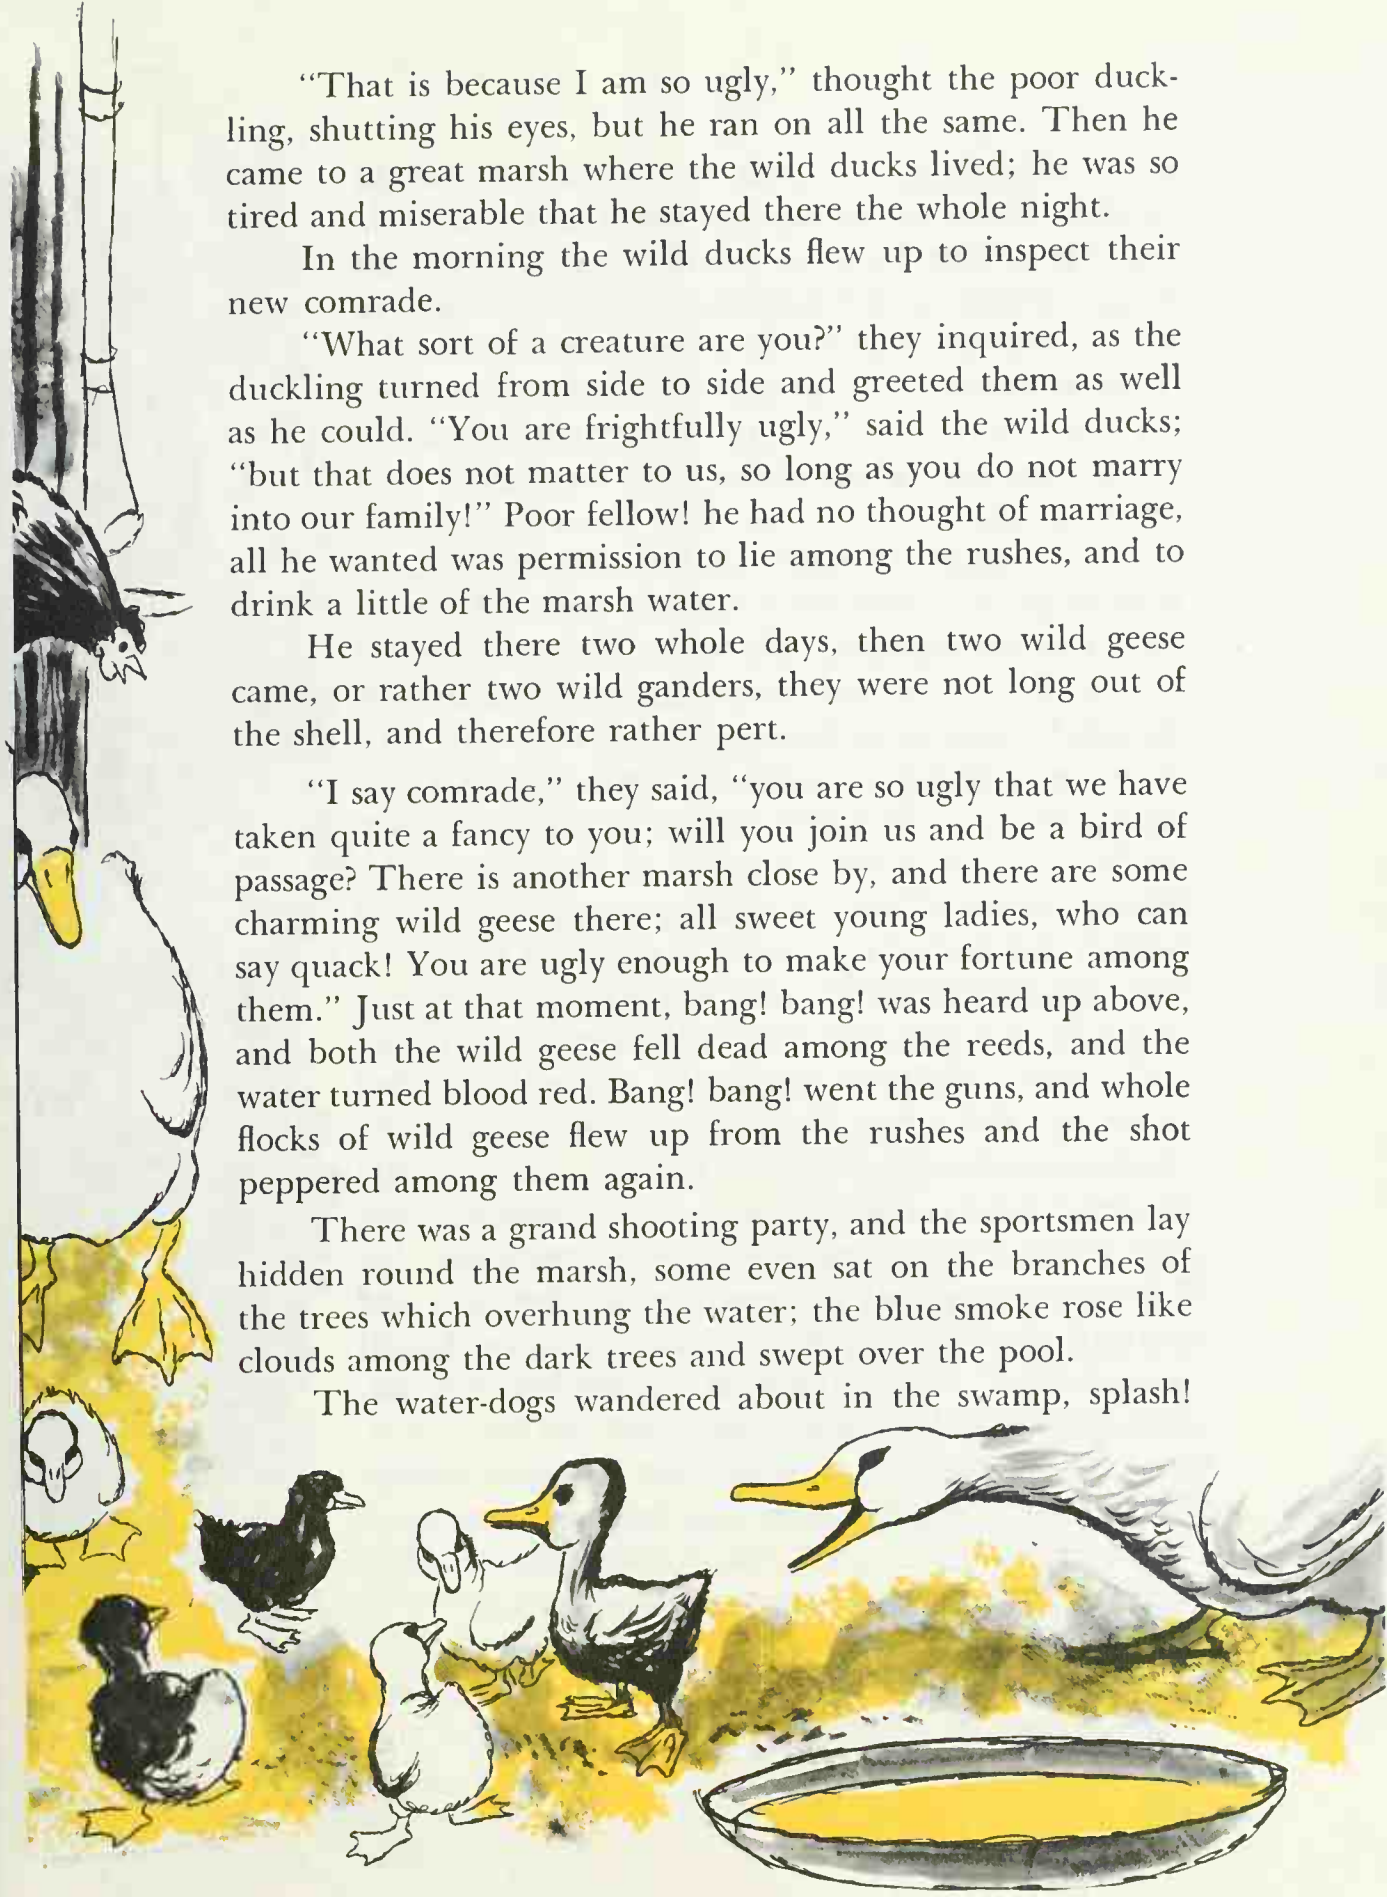 “That is because I am so ugly,” thought the poor duck-
ling, shutting his eyes, but he ran on all the same. Then he
came to a great marsh where the wild ducks lived; he was so
tired and miserable that he stayed there the whole night.
In the morning the wild ducks flew up to inspect their
new comrade.
“What sort of a creature are you?” they inquired, as the
duckling turned from side to side and greeted them as well
as he could. “You are frightfully ugly,” said the wild ducks;
“but that does not matter to us, so long as you do not marry
into our family!” Poor fellow! he had no thought of marriage,
all he wanted was permission to lie among the rushes, and to
drink a little of the marsh water.
He stayed there two whole days, then two wild geese
came, or rather two wild ganders, they were not long out of
the shell, and therefore rather pert.
“I say comrade,” they said, “you are so ugly that we have
taken quite a fancy to you; will you join us and be a bird of
passage? There is another marsh close by, and there are some
charming wild geese there; all sweet young ladies, who can
say quack! You are ugly enough to make your fortune among
them.” Just at that moment, bang! bang! was heard up above,
and both the wild geese fell dead among the reeds, and the
water turned blood red. Bang! bang! went the guns, and whole
flocks of wild geese flew up from the rushes and the shot
peppered among them again.
There was a grand shooting party, and the sportsmen lay
hidden round the marsh, some even sat on the branches of
the trees which overhung the water; the blue smoke rose like
clouds among the dark trees and swept over the pool.
The water-dogs wandered about in the swamp, splash!